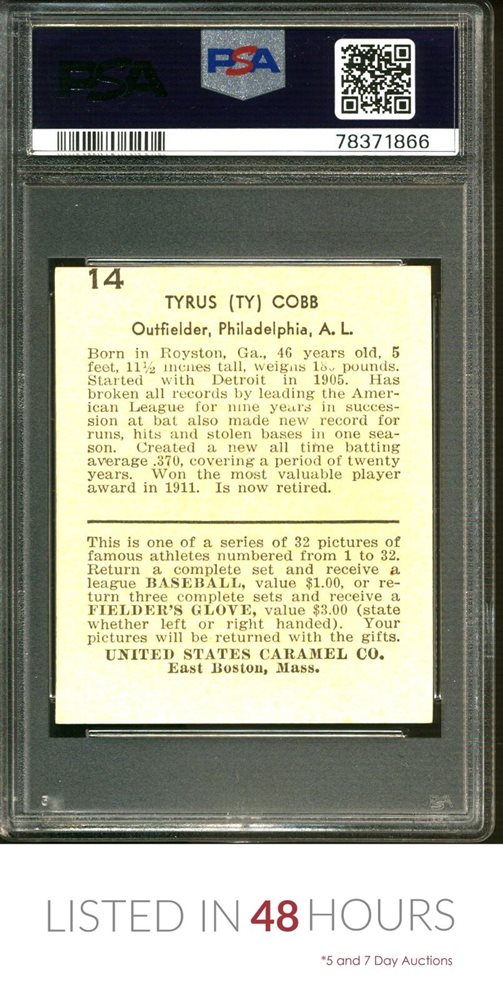 PSA
PSA
78371866
14
TYRUS (TY) COBB
Outfielder, Philadelphia, A. L.
Born in Royston, Ga., 46 years old, 5
feet, 11½ inches tall, weighs pounds.
Started with Detroit in 1905. Has
broken all records by leading the Amer-
ican League for nine years in succes-
sion at bat also made new record for
runs, hits and stolen bases in one sea-
son. Created a new all time batting
average .370, covering a period of twenty
years. Won the most valuable player
award in 1911. Is now retired.
This is one of a series of 32 pictures of
famous athletes numbered from 1 to 32.
Return a complete set and receive a
league BASEBALL, value $1.00, or re-
turn three complete sets and receive a
FIELDER'S GLOVE, value $3.00 (state
whether left or right handed). Your
pictures will be returned with the gifts.
UNITED STATES CARAMEL CO.
East Boston, Mass.
PSA
LISTED IN 48 HOURS
*5 and 7 Day Auctions